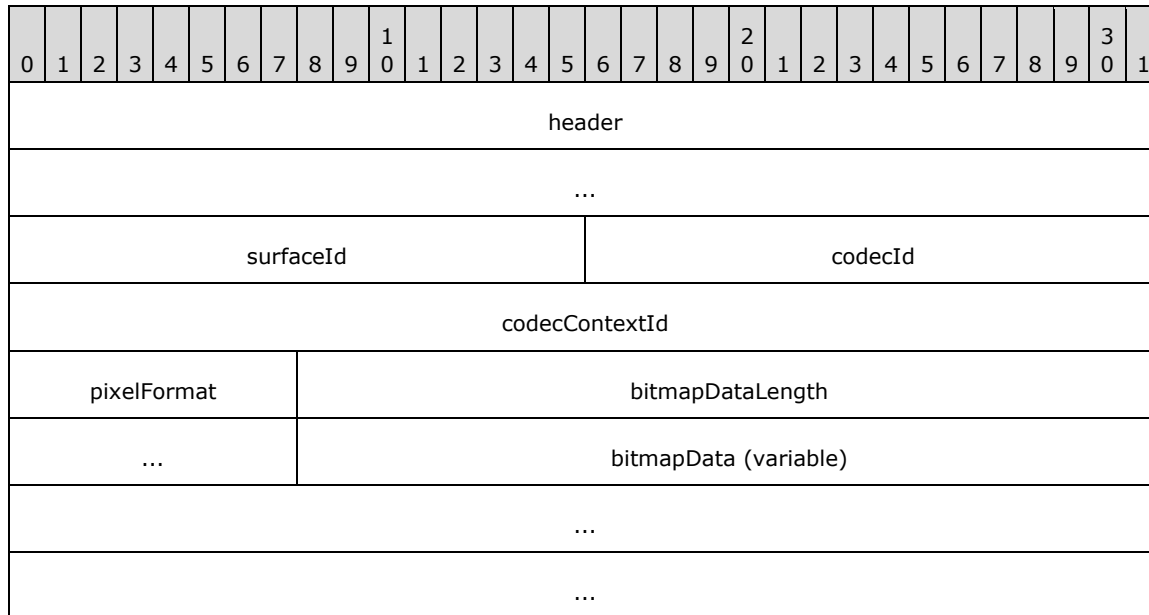 1 2 3
0 1 2 3 4 5 6 7 8 9 0 1 2 3 4 5 6 7 8 9 0 1 2 3 4 5 6 7 8 9 0 1
header
...
surfaceId codecId
codecContextId
pixelFormat bitmapDataLength
... bitmapData (variable)
...
...